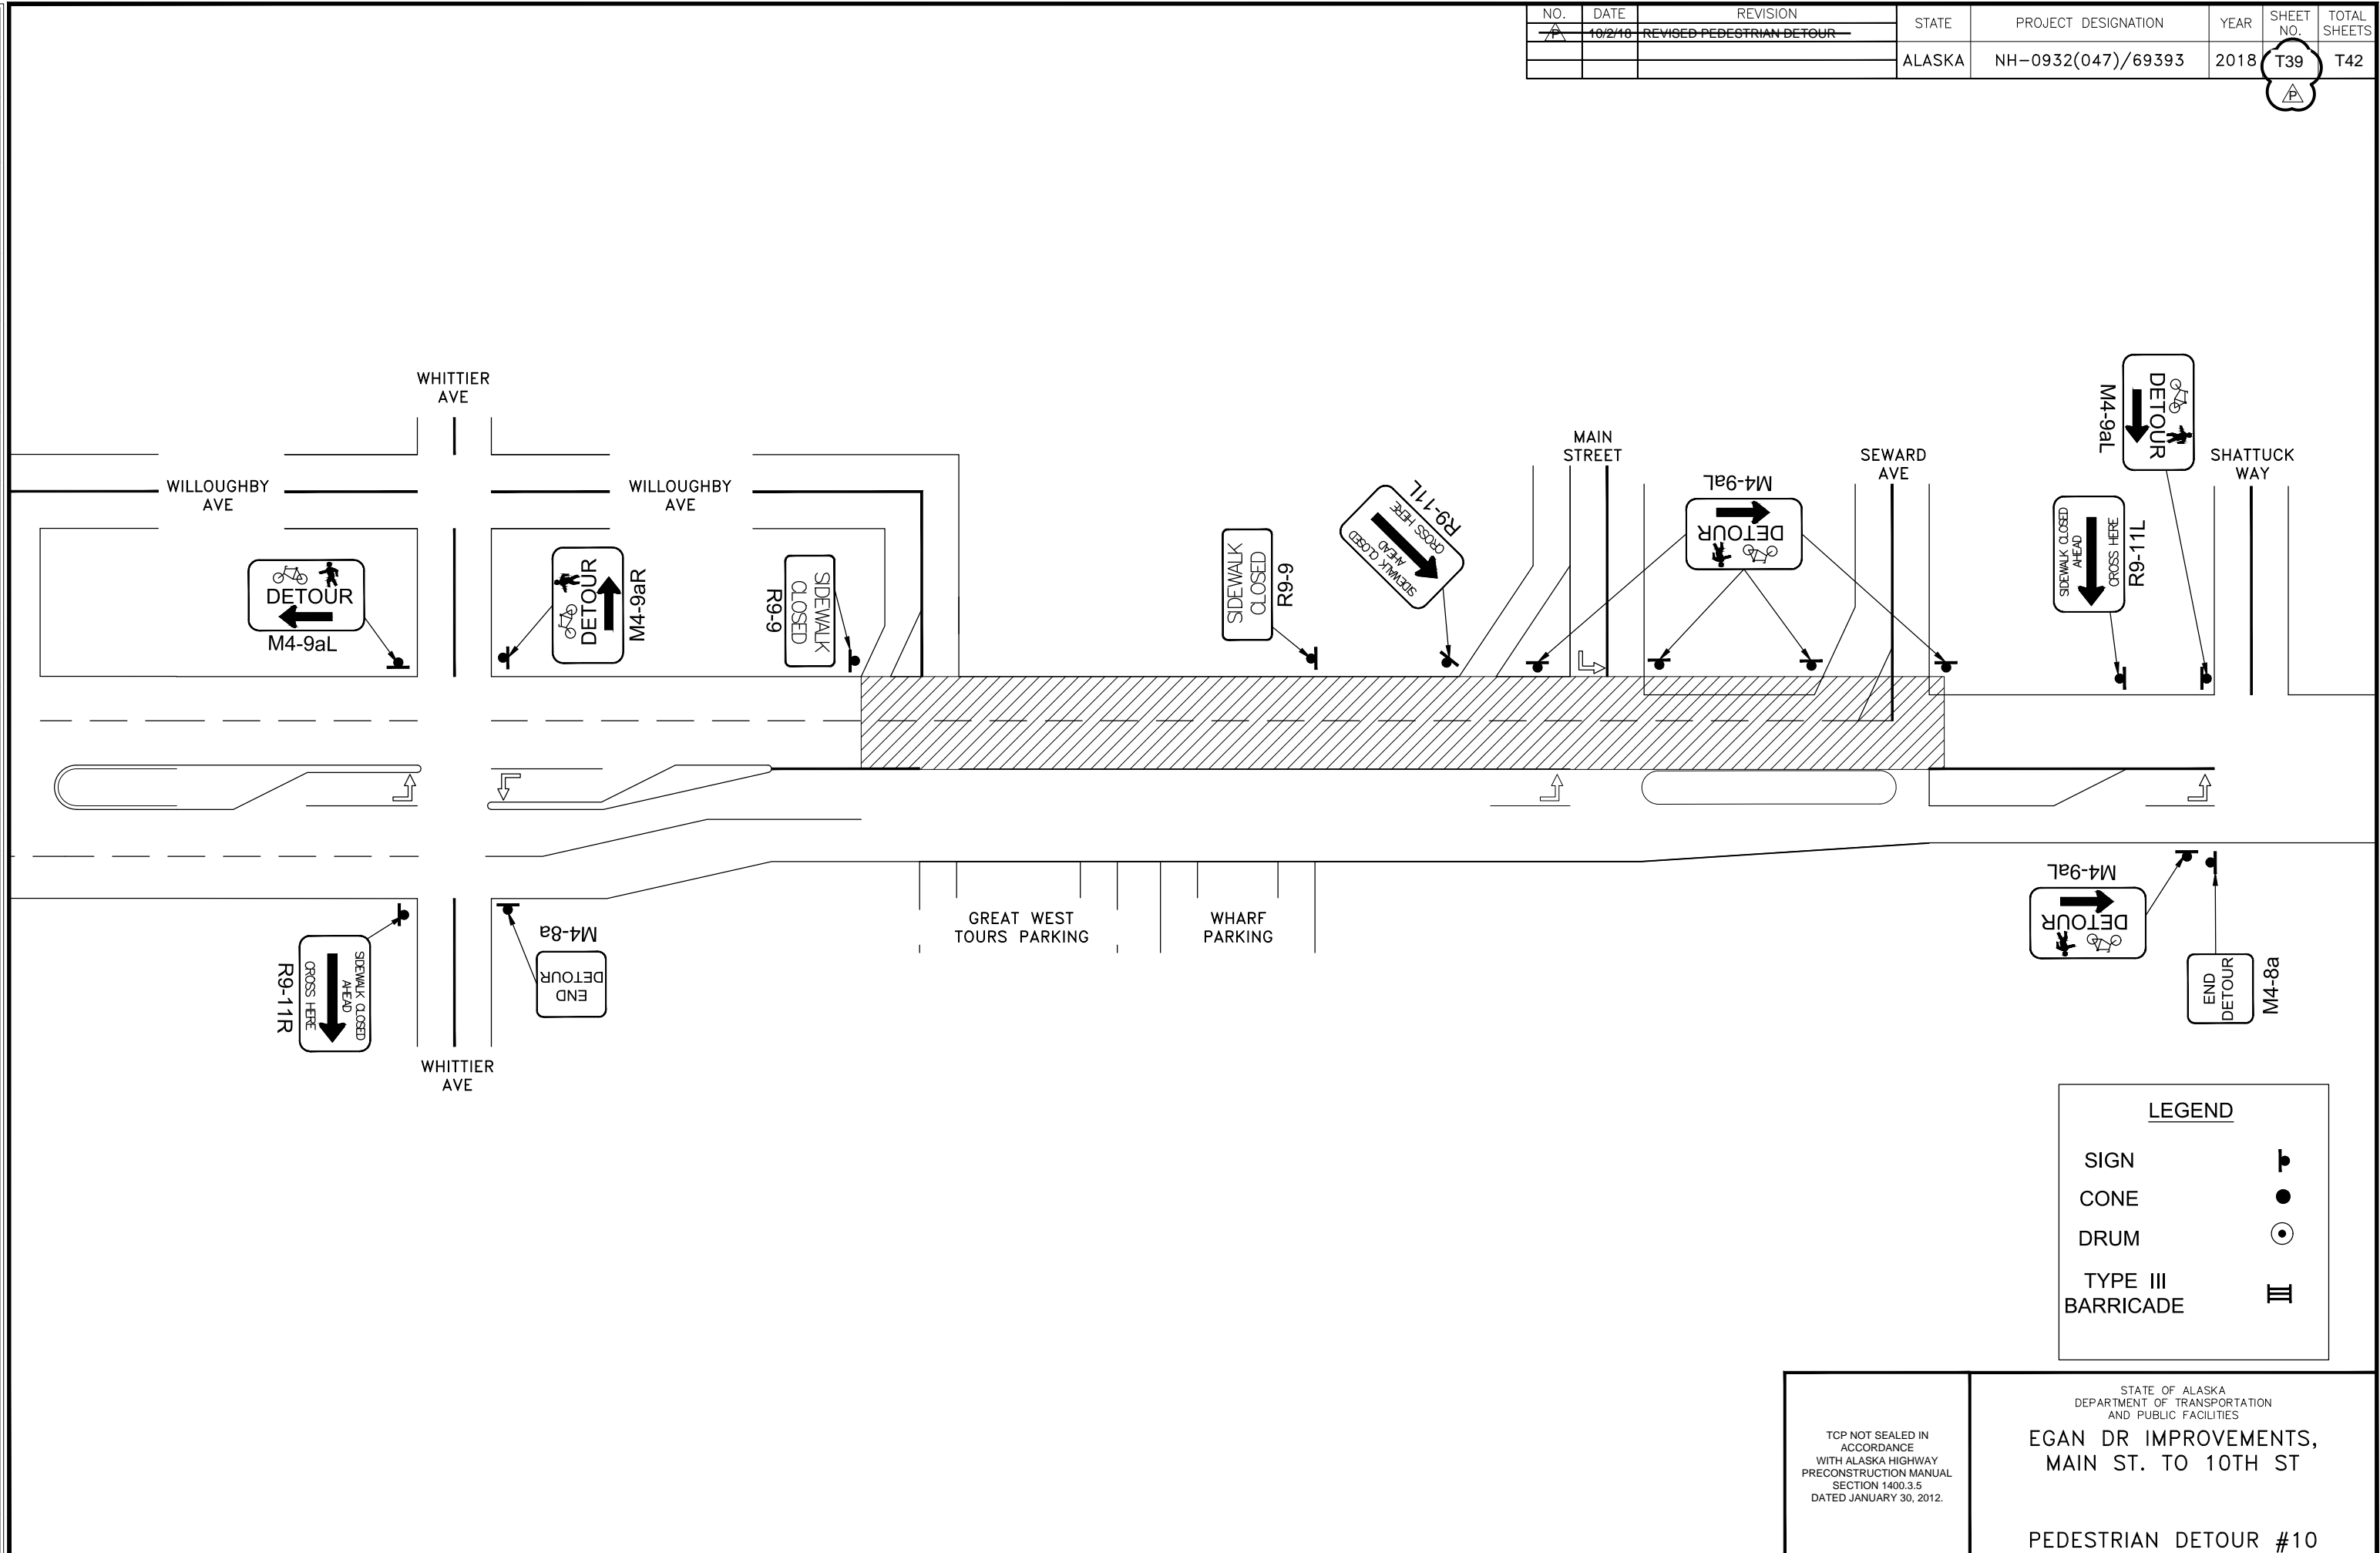 NO. DATE REVISION
P 10/2/18 REVISED PEDESTRIAN DETOUR
STATE PROJECT DESIGNATION YEAR SHEET NO. TOTAL SHEETS
ALASKA NH-0932(047)/69393 2018 T39 T42
P
WHITTIER
AVE
WILLOUGHBY
AVE
WILLOUGHBY
AVE
MAIN
STREET
SEWARD
AVE
SHATTUCK
WAY
DETOUR
M4-9aL
DETOUR
M4-9aR
SIDEWALK
CLOSED
R9-9
SIDEWALK
CLOSED
R9-9
SIDEWALK CLOSED
AHEAD
CROSS HERE
R9-11L
DETOUR
M4-9aL
SIDEWALK CLOSED
AHEAD
CROSS HERE
R9-11L
DETOUR
M4-9aL
SIDEWALK CLOSED
AHEAD
CROSS HERE
R9-11R
END
DETOUR
M4-8a
WHITTIER
AVE
GREAT WEST
TOURS PARKING
WHARF
PARKING
DETOUR
M4-9aL
END
DETOUR
M4-8a
LEGEND
SIGN
CONE
DRUM
TYPE III
BARRICADE
TCP NOT SEALED IN
ACCORDANCE
WITH ALASKA HIGHWAY
PRECONSTRUCTION MANUAL
SECTION 1400.3.5
DATED JANUARY 30, 2012.
STATE OF ALASKA
DEPARTMENT OF TRANSPORTATION
AND PUBLIC FACILITIES
EGAN DR IMPROVEMENTS,
MAIN ST. TO 10TH ST
PEDESTRIAN DETOUR #10